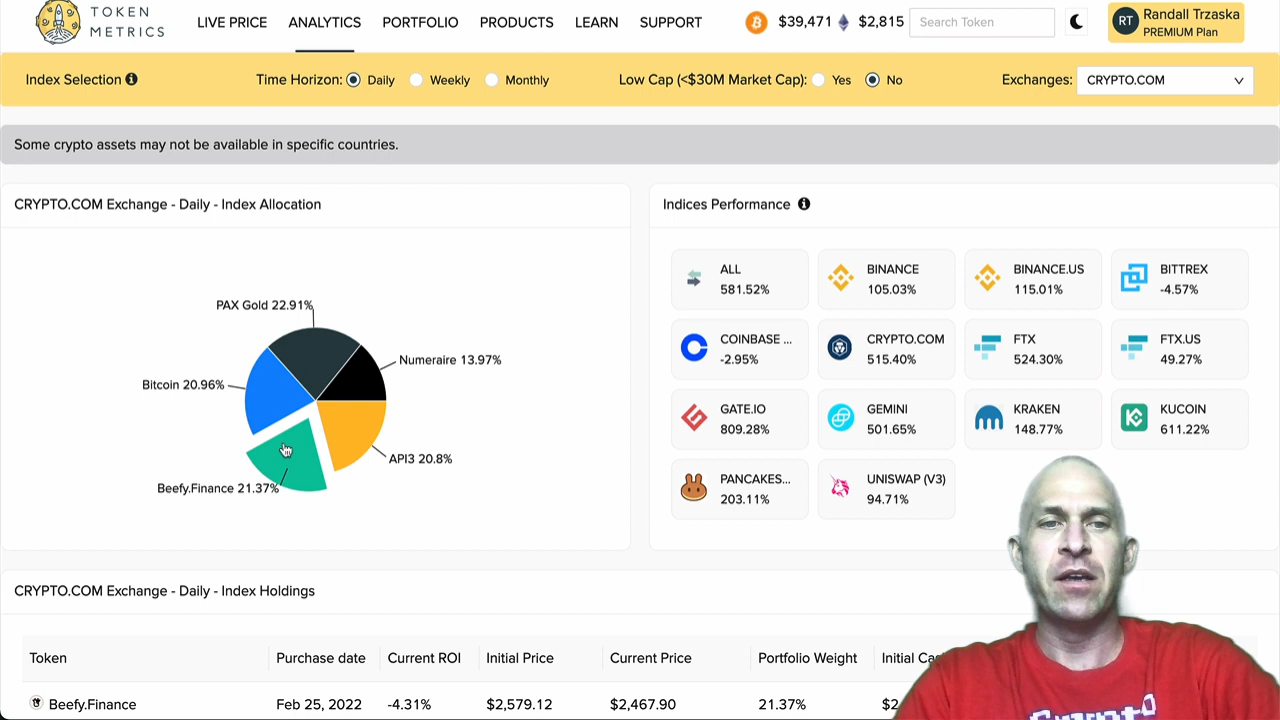 TOKEN
METRICS
LIVE PRICE ANALYTICS PORTFOLIO PRODUCTS LEARN SUPPORT
$39,471 $2,815
Search Token
RT
Randall Trzaska
PREMIUM Plan
Index Selection
Time Horizon: Daily Weekly Monthly
Low Cap (<$30M Market Cap): Yes No
Exchanges: CRYPTO.COM
Some crypto assets may not be available in specific countries.
CRYPTO.COM Exchange - Daily - Index Allocation
PAX Gold 22.91%
Numeraire 13.97%
Bitcoin 20.96%
API3 20.8%
Beefy.Finance 21.37%
Indices Performance
ALL
581.52%
BINANCE
105.03%
BINANCE.US
115.01%
BITTREX
-4.57%
COINBASE ...
-2.95%
CRYPTO.COM
515.40%
FTX
524.30%
FTX.US
49.27%
GATE.IO
809.28%
GEMINI
501.65%
KRAKEN
148.77%
KUCOIN
611.22%
PANCAKES...
203.11%
UNISWAP (V3)
94.71%
CRYPTO.COM Exchange - Daily - Index Holdings
Token Purchase date Current ROI Initial Price Current Price Portfolio Weight Initial
Beefy.Finance Feb 25, 2022 -4.31% $2,579.12 $2,467.90 21.37%
Crypto